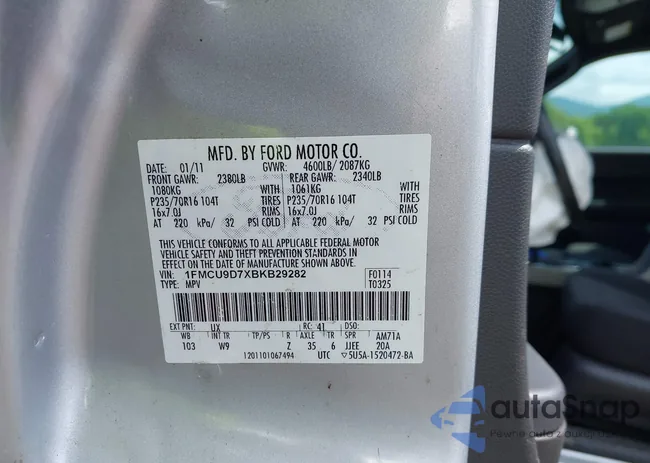 MFD. BY FORD MOTOR CO.
DATE: 01/11 GVWR: 4600LB/ 2087KG
FRONT GAWR: 2380LB REAR GAWR: 2340LB
1080KG WITH 1061KG WITH
P235/70R16 104T TIRES P235/70R16 104T TIRES
16x7.0J RIMS 16x7.0J RIMS
AT 220 kPa/ 32 PSI COLD AT 220 kPa/ 32 PSI COLD
THIS VEHICLE CONFORMS TO ALL APPLICABLE FEDERAL MOTOR
VEHICLE SAFETY AND THEFT PREVENTION STANDARDS IN
EFFECT ON THE DATE OF MANUFACTURE SHOWN ABOVE.
VIN: 1FMCU9D7XBKB29282 F0114
TYPE: MPV T0325
EXT PNT: UX RC: 41 DSO:
WB INT TR TP/PS R AXLE TR SPR AM71A
103 W9 Z 35 6 JJEE 20A
1201101067494 UTC ▽5U5A-1520472-BA
autoSnap
Pewne auto z aukcji